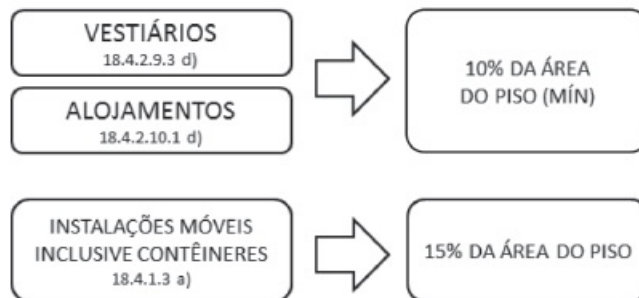 VESTIÁRIOS
18.4.2.9.3 d)
10% DA ÁREA
DO PISO (MÍN)
ALOJAMENTOS
18.4.2.10.1 d)
INSTALAÇÕES MÓVEIS
INCLUSIVE CONTÊINERES
18.4.1.3 a)
15% DA ÁREA DO PISO